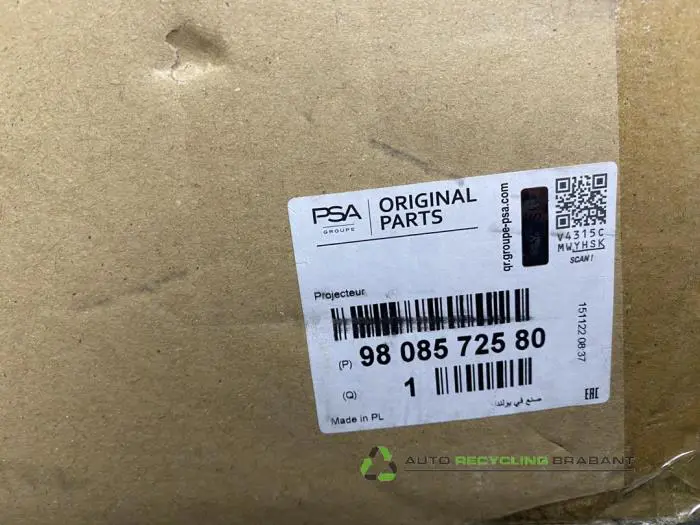 PSA
GROUPE
ORIGINAL
PARTS
qr.groupe-psa.com
V4315C
MWYHSK
SCAN!
Projecteur
(P) 98 085 725 80
(Q) 1
Made in PL
صنع في بولندا
151122 08:37
EAC
AUTO RECYCLING BRABANT